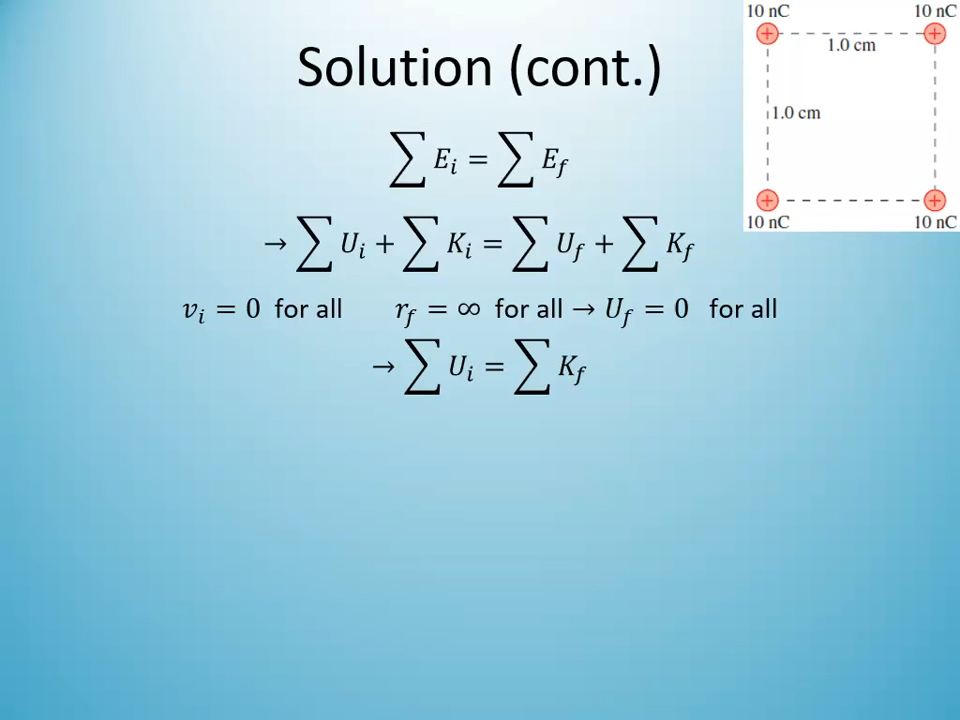 10 nC 10 nC
1.0 cm
Solution (cont.)
1.0 cm
∑ E_i = ∑ E_f
10 nC 10 nC
→ ∑ U_i + ∑ K_i = ∑ U_f + ∑ K_f
v_i = 0 for all r_f = ∞ for all → U_f = 0 for all
→ ∑ U_i = ∑ K_f